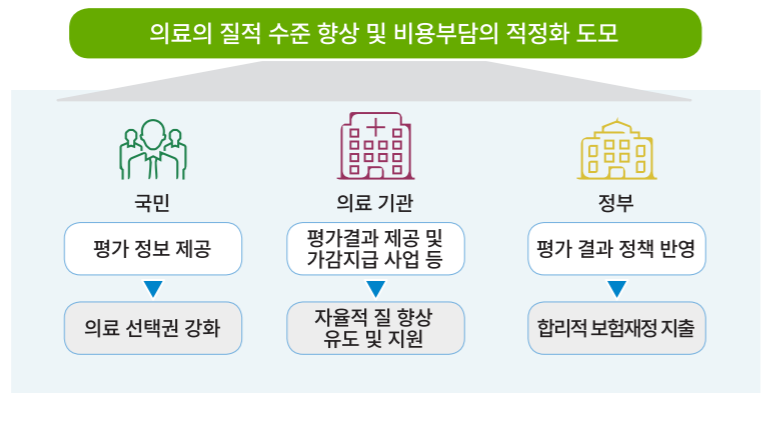 의료의 질적 수준 향상 및 비용부담의 적정화 도모
국민
평가 정보 제공
의료 선택권 강화
의료 기관
평가결과 제공 및
가감지급 사업 등
자율적 질 향상
유도 및 지원
정부
평가 결과 정책 반영
합리적 보험재정 지출